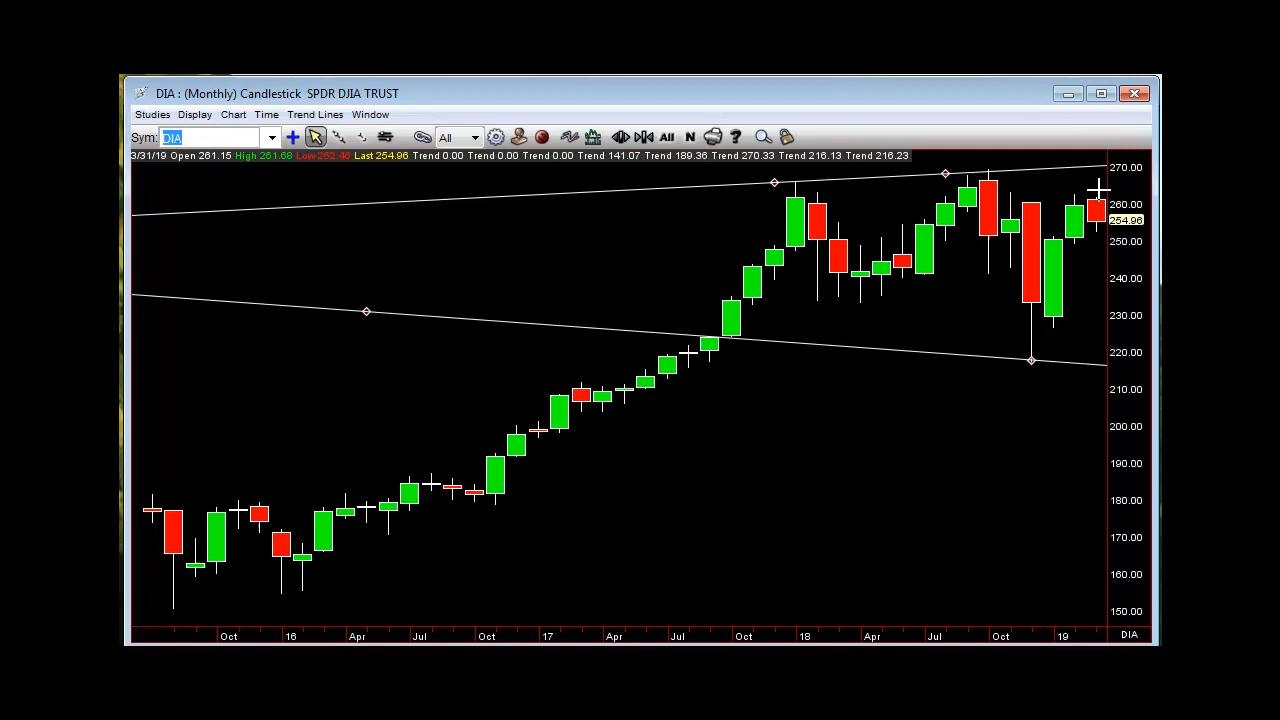 DIA : (Monthly) Candlestick SPDR DJIA TRUST
Studies Display Chart Time Trend Lines Window
Sym: DIA All All N ?
3/31/19 Open 261.15 High 261.68 Low 252.46 Last 254.96 Trend 0.00 Trend 0.00 Trend 0.00 Trend 141.07 Trend 189.36 Trend 270.33 Trend 216.13 Trend 216.23
270.00
260.00
254.96
250.00
240.00
230.00
220.00
210.00
200.00
190.00
180.00
170.00
160.00
150.00
Oct 16 Apr Jul Oct 17 Apr Jul Oct 18 Apr Jul Oct 19 DIA